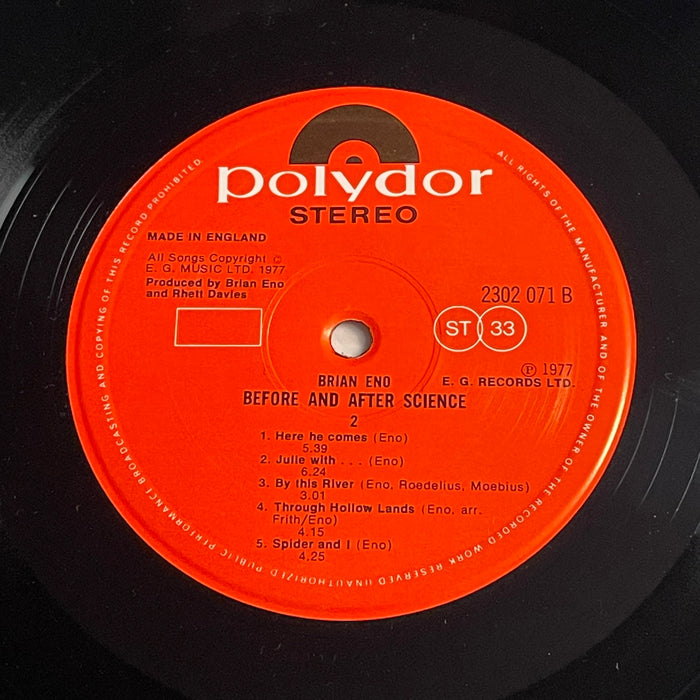 polydor
STEREO
MADE IN ENGLAND
All Songs Copyright ©
E. G. MUSIC LTD. 1977
Produced by Brian Eno
and Rhett Davies
2302 071 B
ST 33
℗ 1977
E. G. RECORDS LTD.
BRIAN ENO
BEFORE AND AFTER SCIENCE
2
1. Here he comes (Eno)
5.39
2. Julie with . . . (Eno)
6.24
3. By this River (Eno, Roedelius, Moebius)
3.01
4. Through Hollow Lands (Eno, arr.
Frith/Eno)
4.15
5. Spider and I (Eno)
4.25
ALL RIGHTS OF THE MANUFACTURER AND OF THE OWNER OF THE RECORDED WORK RESERVED UNAUTHORIZED PUBLIC PERFORMANCE BROADCASTING AND COPYING OF THIS RECORD PROHIBITED.